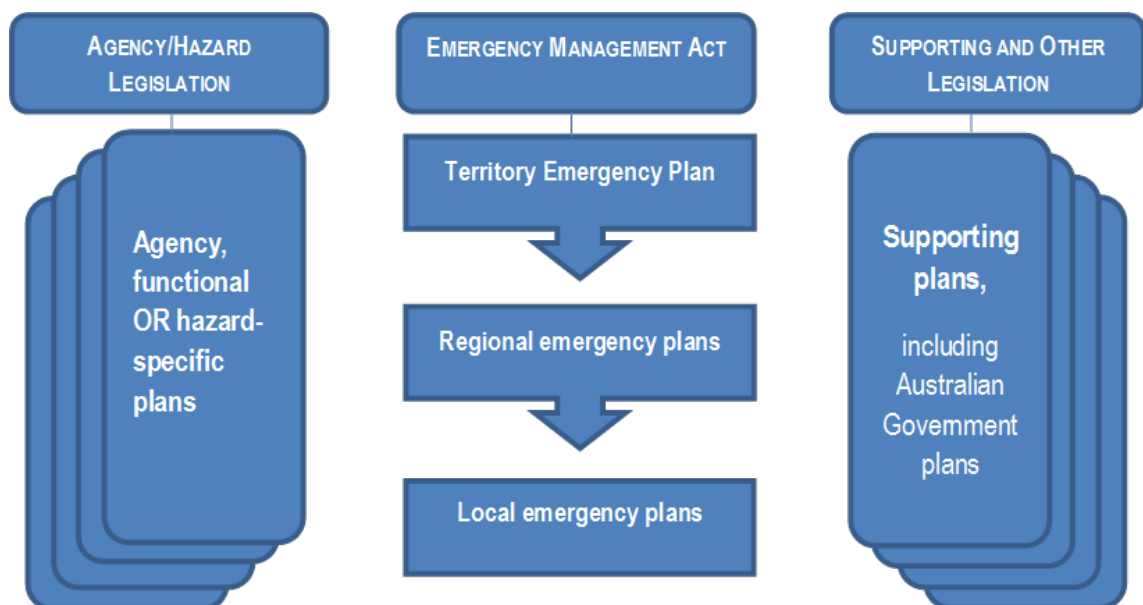 AGENCY/HAZARD
LEGISLATION
Agency,
functional
OR hazard-
specific
plans
EMERGENCY MANAGEMENT ACT
Territory Emergency Plan
Regional emergency plans
Local emergency plans
SUPPORTING AND OTHER
LEGISLATION
Supporting
plans,
including
Australian
Government
plans